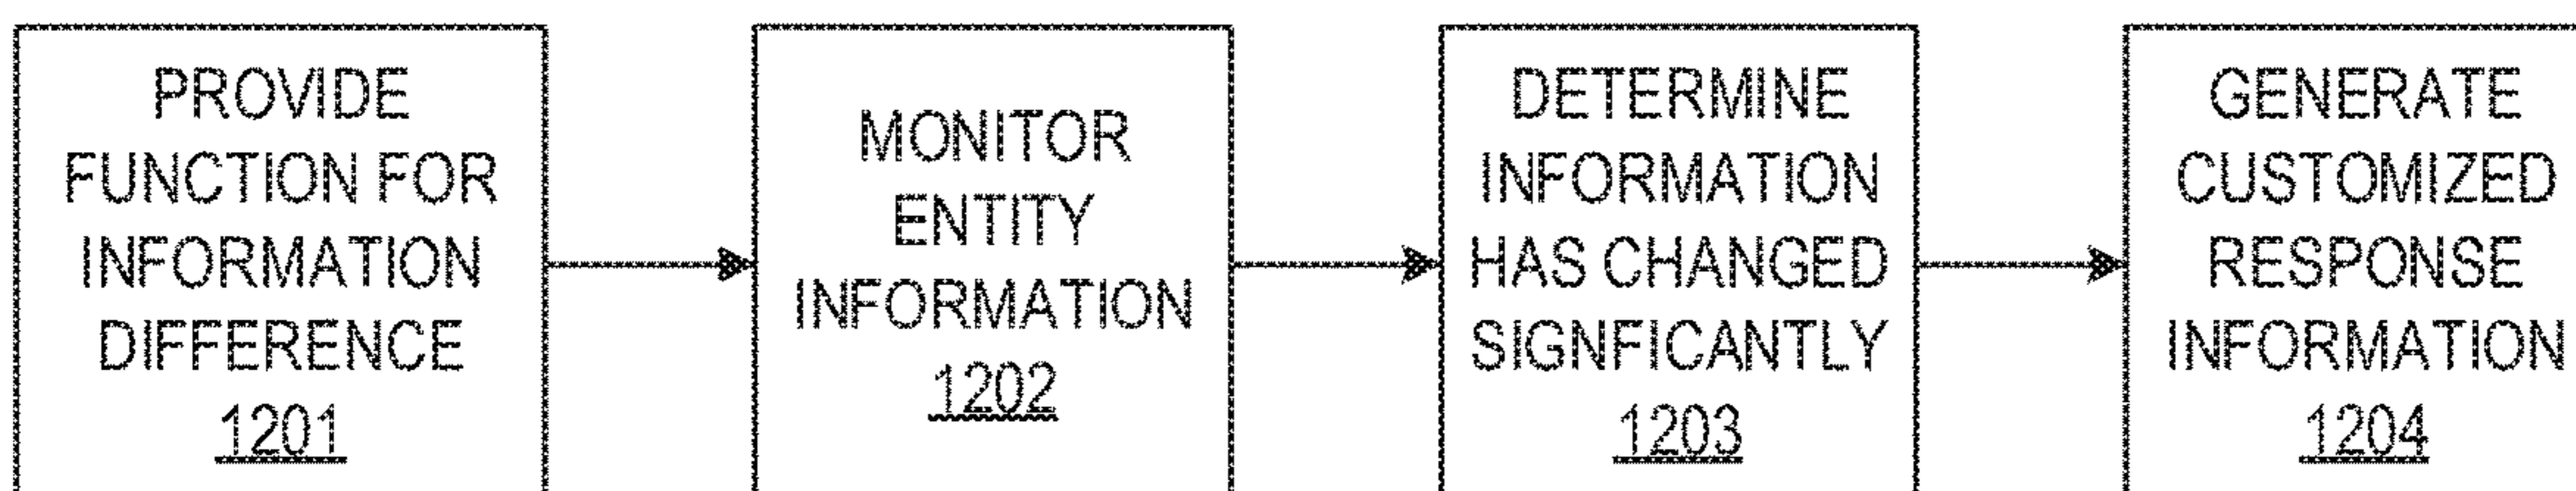 PROVIDE
FUNCTION FOR
INFORMATION
DIFFERENCE
1201
MONITOR
ENTITY
INFORMATION
1202
DETERMINE
INFORMATION
HAS CHANGED
SIGNFICANTLY
1203
GENERATE
CUSTOMIZED
RESPONSE
INFORMATION
1204